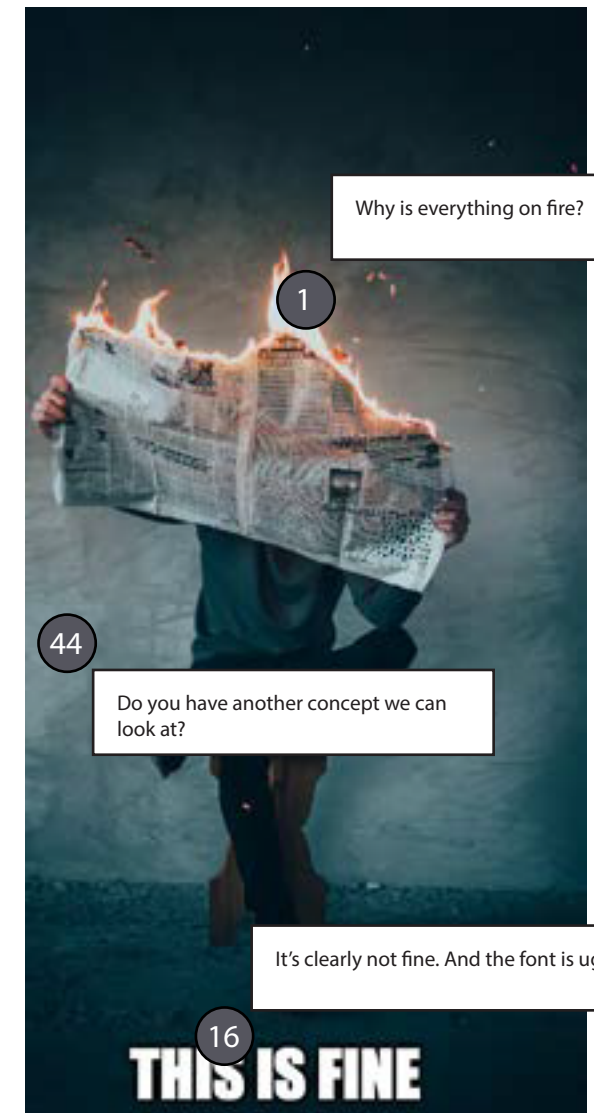 Why is everything on fire?
1
44
Do you have another concept we can
look at?
It’s clearly not fine. And the font is
16
THIS IS FINE